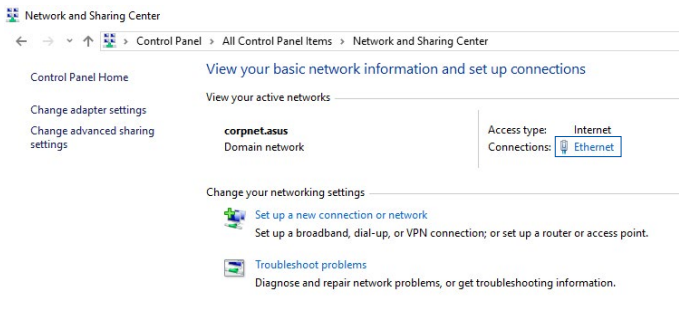 Network and Sharing Center
Control Panel > All Control Panel Items > Network and Sharing Center
Control Panel Home
Change adapter settings
Change advanced sharing
settings
View your basic network information and set up connections
View your active networks
corpnet.asus
Domain network
Access type: Internet
Connections: Ethernet
Change your networking settings
Set up a new connection or network
Set up a broadband, dial-up, or VPN connection; or set up a router or access point.
Troubleshoot problems
Diagnose and repair network problems, or get troubleshooting information.